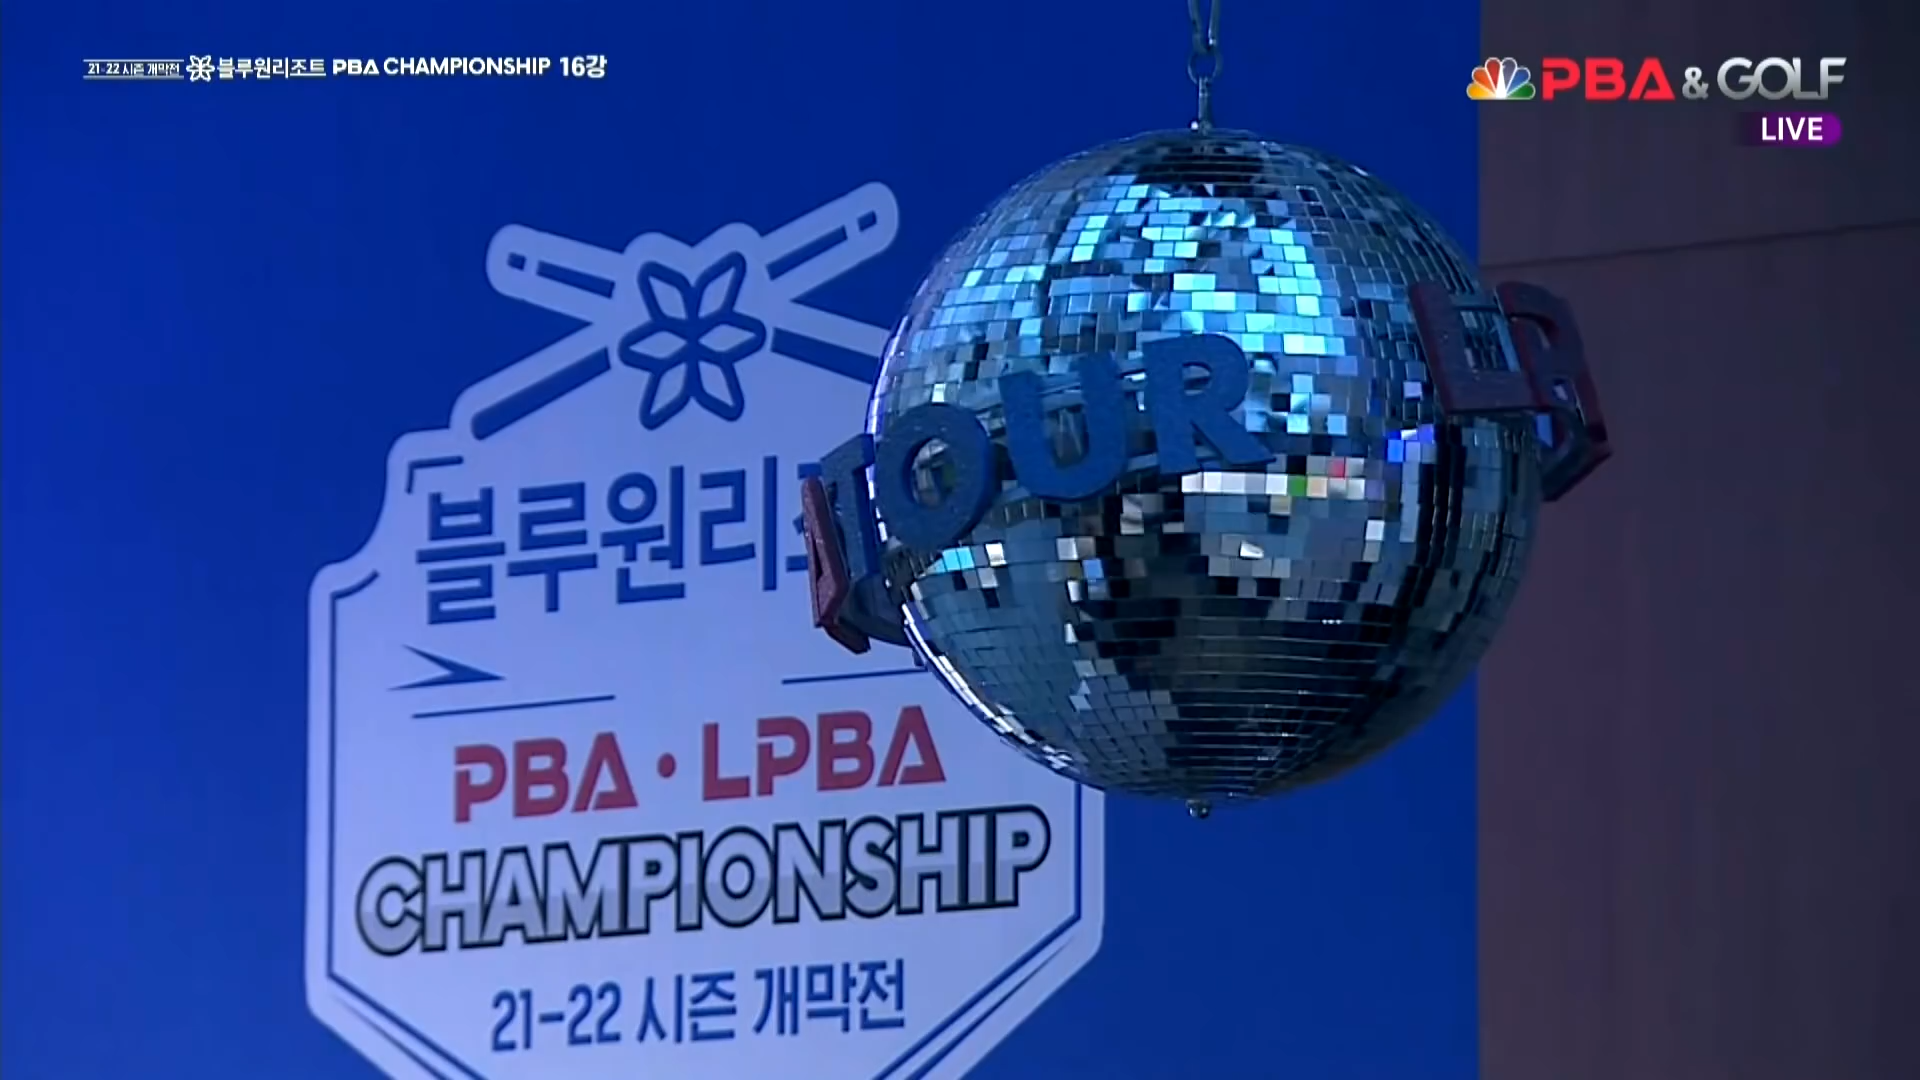 21-22 시즌 개막전 블루원리조트 PBA CHAMPIONSHIP 16강
PBA & GOLF
LIVE
TOUR
블루원리
PBA · LPBA
CHAMPIONSHIP
21-22 시즌 개막전